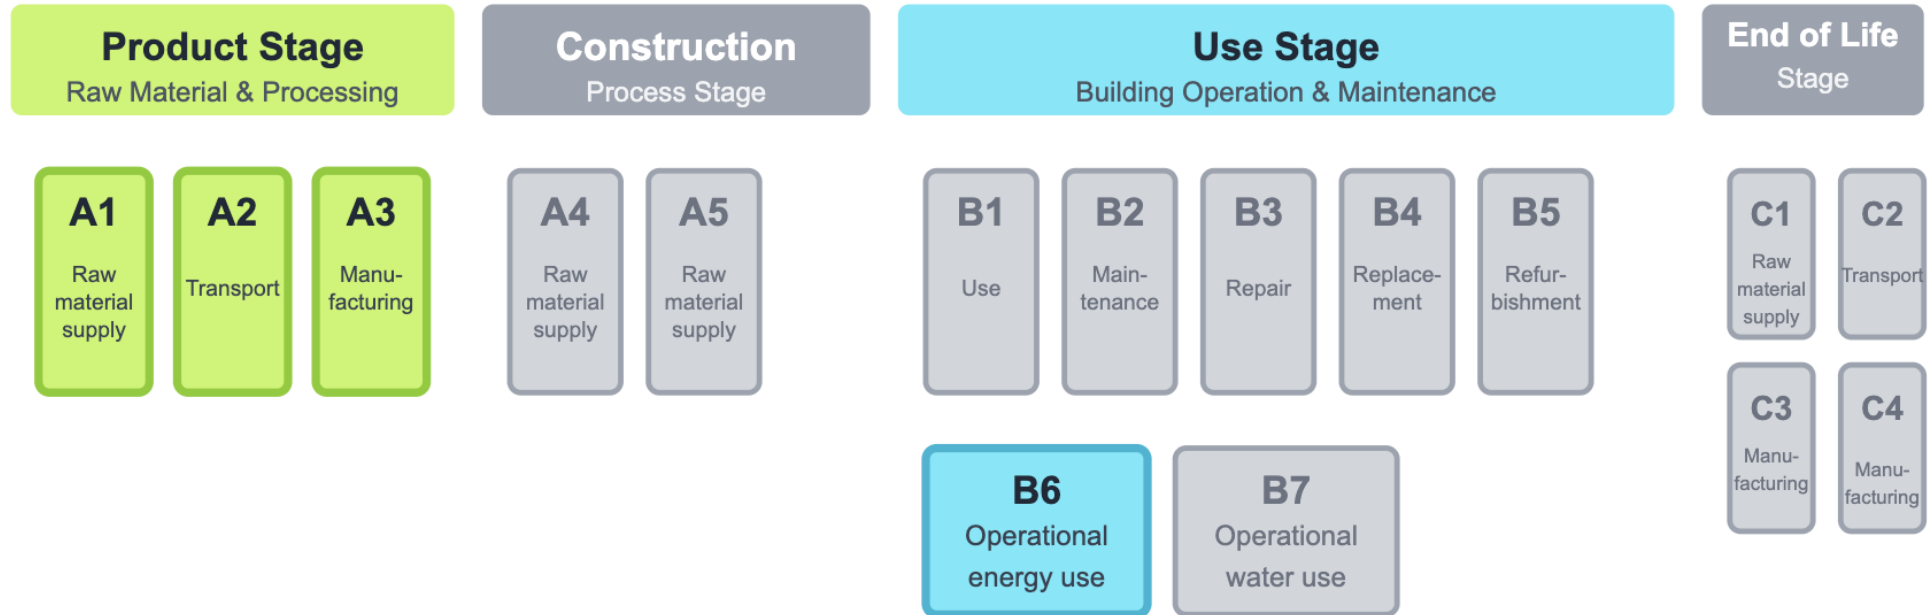 Product Stage
Raw Material & Processing
Construction
Process Stage
Use Stage
Building Operation & Maintenance
End of Life
Stage
A1
Raw
material
supply
A2
Transport
A3
Manu-
facturing
A4
Raw
material
supply
A5
Raw
material
supply
B1
Use
B2
Main-
tenance
B3
Repair
B4
Replace-
ment
B5
Refur-
bishment
B6
Operational
energy use
B7
Operational
water use
C1
Raw
material
supply
C2
Transport
C3
Manu-
facturing
C4
Manu-
facturing